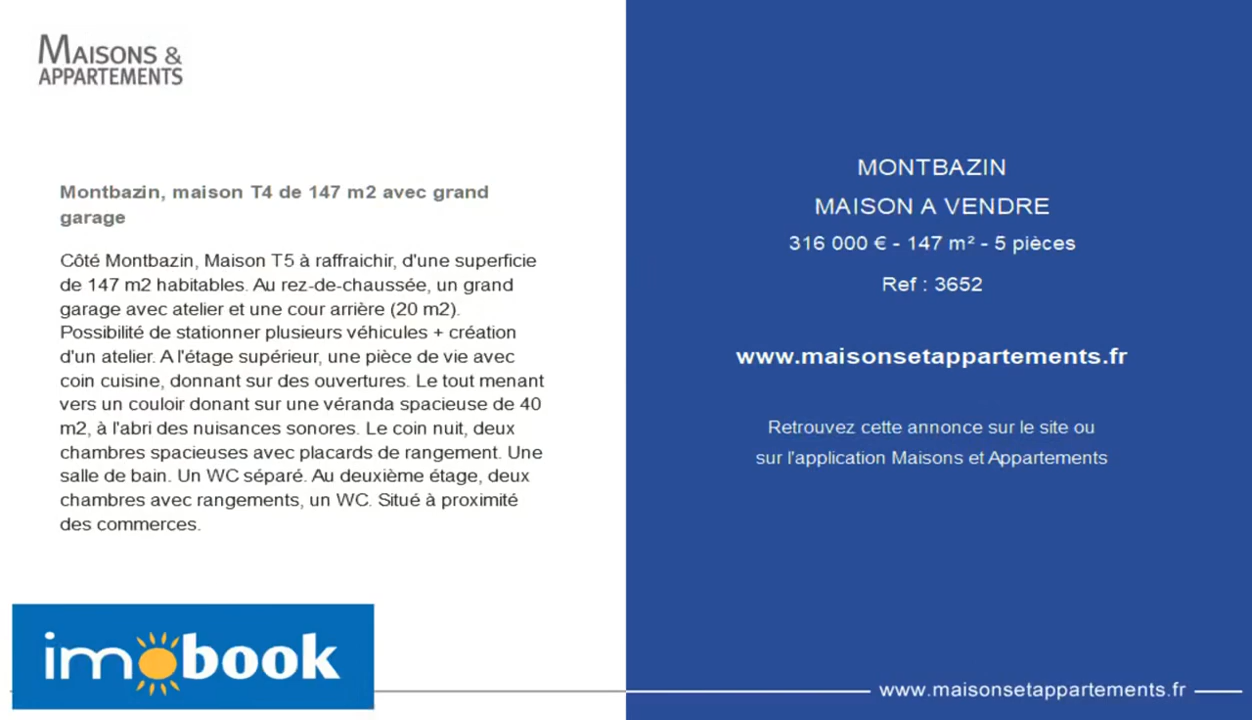 MAISONS &
APPARTEMENTS
Montbazin, maison T4 de 147 m2 avec grand
garage
Côté Montbazin, Maison T5 à raffraichir, d'une superficie
de 147 m2 habitables. Au rez-de-chaussée, un grand
garage avec atelier et une cour arrière (20 m2).
Possibilité de stationner plusieurs véhicules + création
d'un atelier. A l'étage supérieur, une pièce de vie avec
coin cuisine, donnant sur des ouvertures. Le tout menant
vers un couloir donant sur une véranda spacieuse de 40
m2, à l'abri des nuisances sonores. Le coin nuit, deux
chambres spacieuses avec placards de rangement. Une
salle de bain. Un WC séparé. Au deuxième étage, deux
chambres avec rangements, un WC. Situé à proximité
des commerces.
imobook
MONTBAZIN
MAISON A VENDRE
316 000 € - 147 m² - 5 pièces
Ref : 3652
www.maisonsetappartements.fr
Retrouvez cette annonce sur le site ou
sur l'application Maisons et Appartements
www.maisonsetappartements.fr